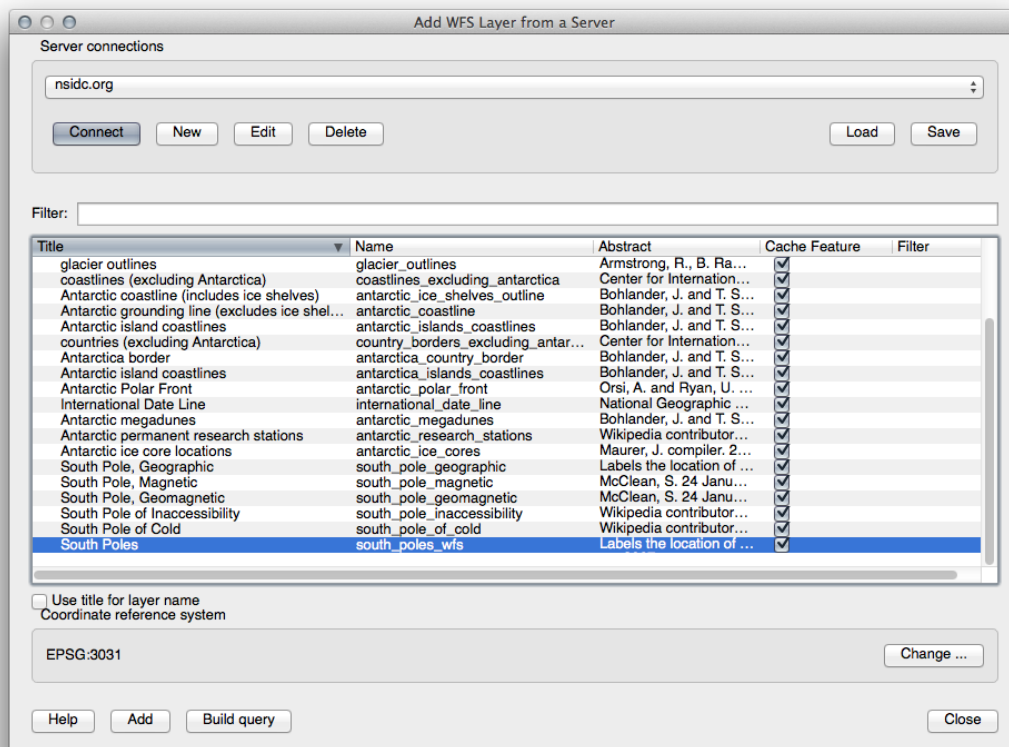 Add WFS Layer from a Server
Server connections
nsidc.org
Connect New Edit Delete Load Save
Filter:
Title Name Abstract Cache Feature Filter
glacier outlines glacier_outlines Armstrong, R., B. Ra...
coastlines (excluding Antarctica) coastlines_excluding_antarctica Center for Internation...
Antarctic coastline (includes ice shelves) antarctic_ice_shelves_outline Bohlander, J. and T. S...
Antarctic grounding line (excludes ice shel... antarctic_coastline Bohlander, J. and T. S...
Antarctic island coastlines antarctic_islands_coastlines Bohlander, J. and T. S...
countries (excluding Antarctica) country_borders_excluding_antar... Center for Internation...
Antarctica border antarctica_country_border Bohlander, J. and T. S...
Antarctic island coastlines antarctica_islands_coastlines Bohlander, J. and T. S...
Antarctic Polar Front antarctic_polar_front Orsi, A. and Ryan, U. ...
International Date Line international_date_line National Geographic ...
Antarctic megadunes antarctic_megadunes Bohlander, J. and T. S...
Antarctic permanent research stations antarctic_research_stations Wikipedia contributor...
Antarctic ice core locations antarctic_ice_cores Maurer, J. compiler. 2...
South Pole, Geographic south_pole_geographic Labels the location of ...
South Pole, Magnetic south_pole_magnetic McClean, S. 24 Janu...
South Pole, Geomagnetic south_pole_geomagnetic McClean, S. 24 Janu...
South Pole of Inaccessibility south_pole_inaccessibility Wikipedia contributor...
South Pole of Cold south_pole_of_cold Wikipedia contributor...
South Poles south_poles_wfs Labels the location of ...
Use title for layer name
Coordinate reference system
EPSG:3031 Change ...
Help Add Build query Close